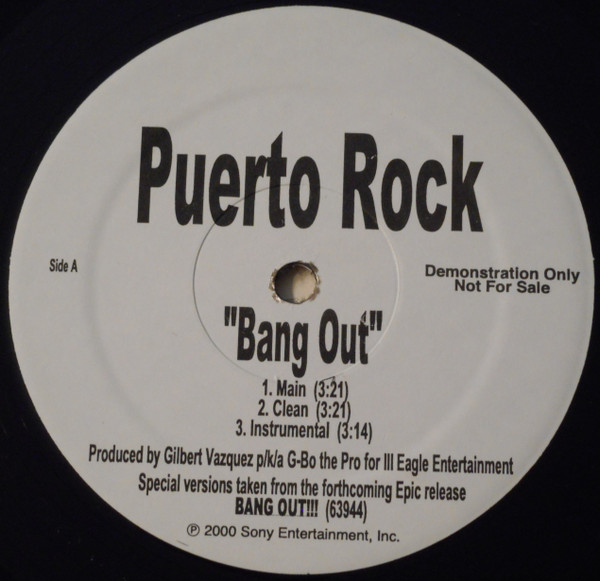 Puerto Rock
Side A
Demonstration Only
Not For Sale
"Bang Out"
1. Main (3:21)
2. Clean (3:21)
3. Instrumental (3:14)
Produced by Gilbert Vazquez p/k/a G-Bo the Pro for Ill Eagle Entertainment
Special versions taken from the forthcoming Epic release
BANG OUT!!! (63944)
℗ 2000 Sony Entertainment, Inc.